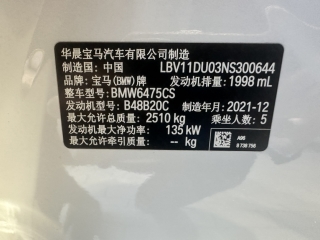 华晨宝马汽车有限公司制造
制造国：中国 LBV11DU03NS300644
品牌：宝马(BMW)牌 发动机排量：1998 mL
整车型号：BMW6475CS
发动机型号：B48B20C 制造年月：2021-12
最大允许总质量：2510 kg 乘坐人数：5
发动机最大净功率：135 kW
最大允许牵引质量：- kg
A96